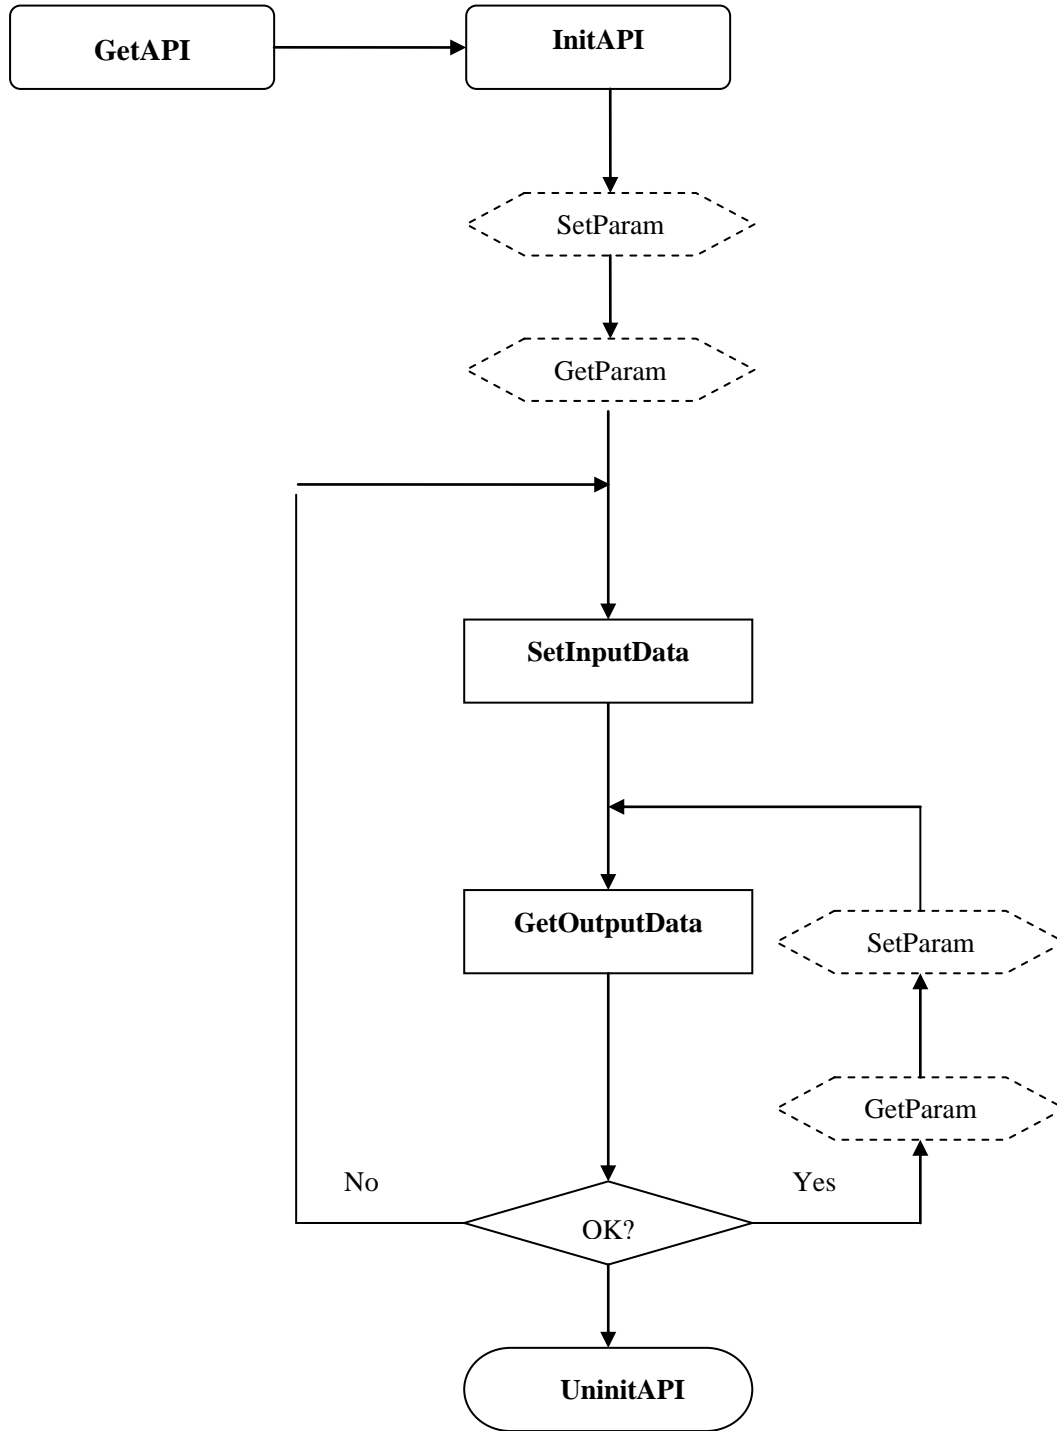 GetAPI
InitAPI
SetParam
GetParam
SetInputData
GetOutputData
SetParam
GetParam
No
Yes
OK?
UninitAPI